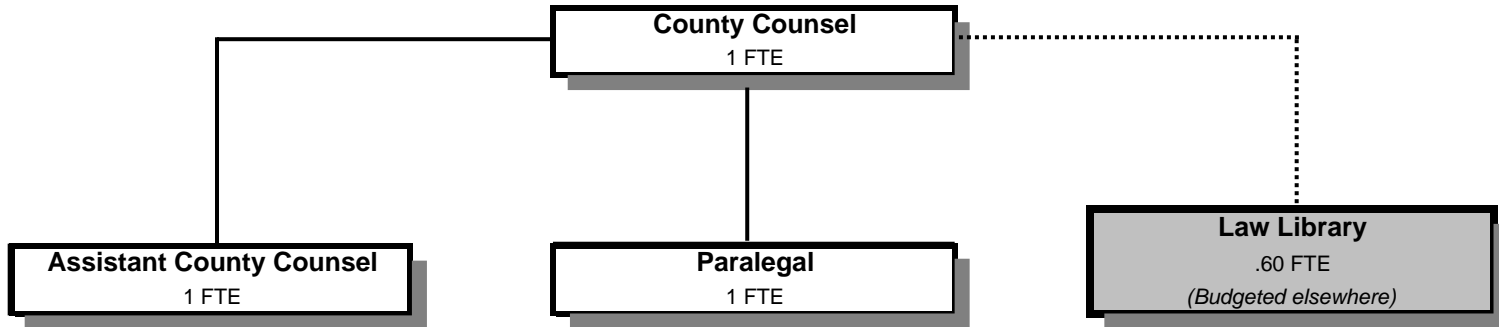 County Counsel
1 FTE
Assistant County Counsel
1 FTE
Paralegal
1 FTE
Law Library
.60 FTE
(Budgeted elsewhere)